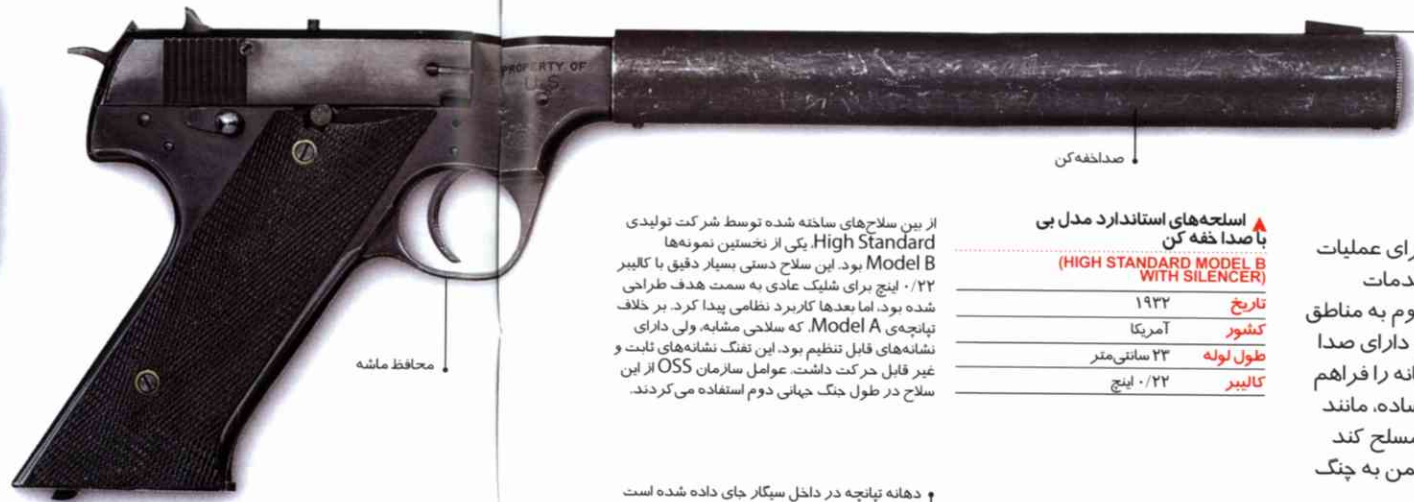 PROPERTY OF
U.S.
صداخفه‌کن
محافظ ماشه
اسلحه‌های استاندارد مدل بی
با صدا خفه کن
(HIGH STANDARD MODEL B
WITH SILENCER)
تاریخ ۱۹۳۲
کشور آمریکا
طول لوله ۲۳ سانتی‌متر
کالیبر ۰/۲۲ اینچ
از بین سلاح‌های ساخته شده توسط شرکت تولیدی
High Standard، یکی از نخستین نمونه‌ها
Model B بود. این سلاح دستی بسیار دقیق با کالیبر
۰/۲۲ اینچ برای شلیک عادی به سمت هدف طراحی
شده بود، اما بعدها کاربرد نظامی پیدا کرد. بر خلاف
تپانچه‌ی Model A، که سلاحی مشابه، ولی دارای
نشانه‌های قابل تنظیم بود، این تفنگ نشانه‌های ثابت و
غیر قابل حرکت داشت. عوامل سازمان OSS از این
سلاح در طول جنگ جهانی دوم استفاده می‌کردند.
رای عملیات
دمات
وم به مناطق
دارای صدا
انه را فراهم
ساده، مانند
مسلح کند
من به چنگ
دهانه تپانچه در داخل سیگار جای داده شده است